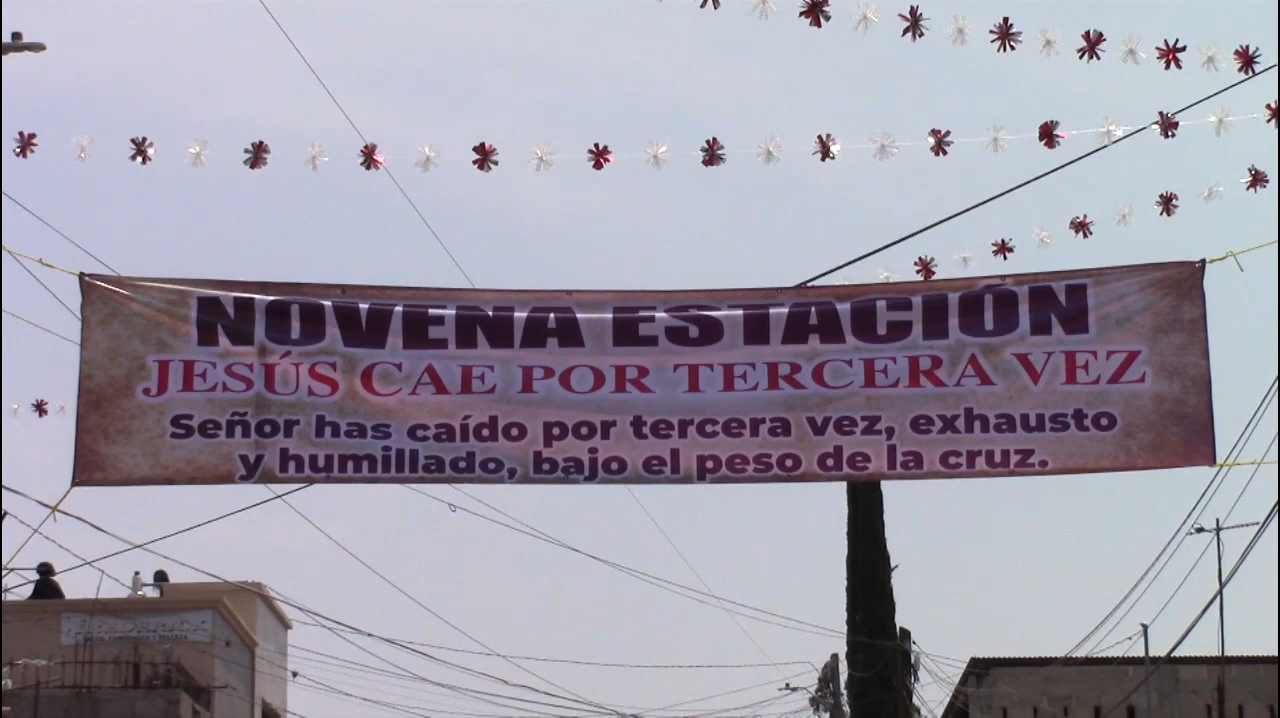 NOVENA ESTACIÓN
JESÚS CAE POR TERCERA VEZ
Señor has caído por tercera vez, exhausto
y humillado, bajo el peso de la cruz.